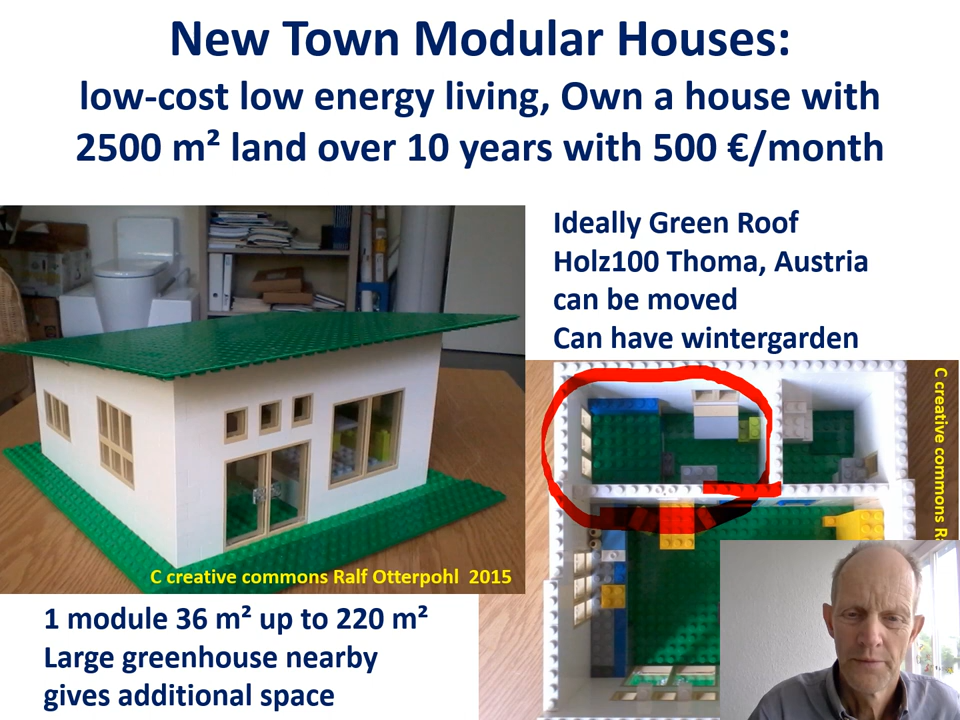 New Town Modular Houses:
low-cost low energy living, Own a house with
2500 m² land over 10 years with 500 €/month
Ideally Green Roof
Holz100 Thoma, Austria
can be moved
Can have wintergarden
C creative commons Ralf Otterpohl 2015
C creative commons
1 module 36 m² up to 220 m²
Large greenhouse nearby
gives additional space